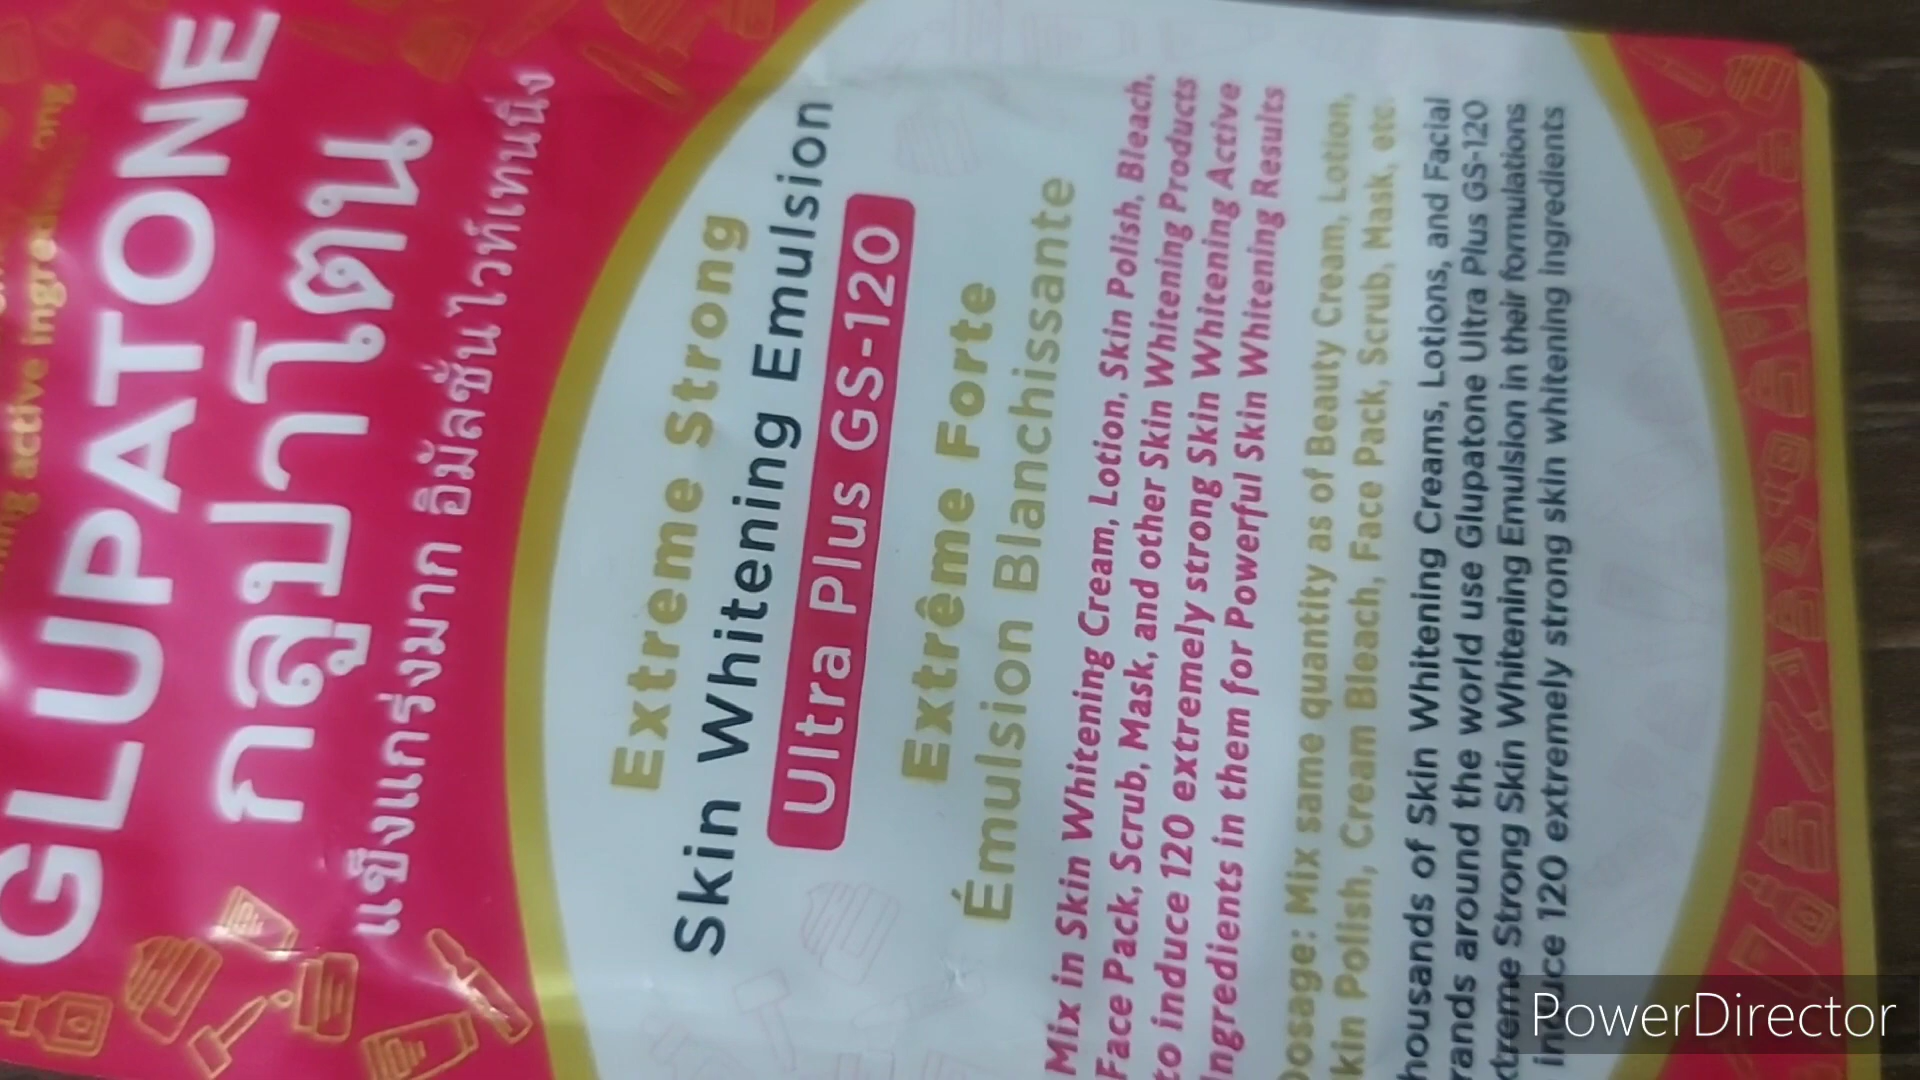 active ingre
GLUPATONE
กลูปาโตน
แข็งแกร่งมาก อิมัลชั่นไวท์เทนนิ่ง
Extreme Strong
Skin Whitening Emulsion
Ultra Plus GS-120
Extrême Forte
Émulsion Blanchissante
Mix in Skin Whitening Cream, Lotion, Skin Polish, Bleach,
Face Pack, Scrub, Mask, and other Skin Whitening Products
to induce 120 extremely strong Skin Whitening Active
Ingredients in them for Powerful Skin Whitening Results
Dosage: Mix same quantity as of Beauty Cream, Lotion,
kin Polish, Cream Bleach, Face Pack, Scrub, Mask, etc.
housands of Skin Whitening Creams, Lotions, and Facial
rands around the world use Glupatone Ultra Plus GS-120
xtreme Strong Skin Whitening Emulsion in their formulations
induce 120 extremely strong skin whitening ingredients
PowerDirector